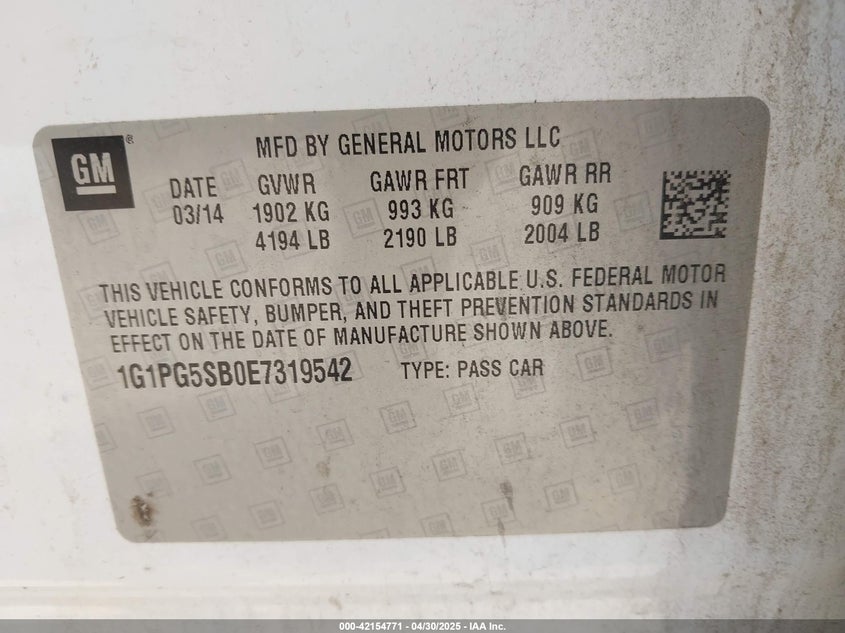 GM®
MFD BY GENERAL MOTORS LLC
DATE GVWR GAWR FRT GAWR RR
03/14 1902 KG 993 KG 909 KG
4194 LB 2190 LB 2004 LB
THIS VEHICLE CONFORMS TO ALL APPLICABLE U.S. FEDERAL MOTOR
VEHICLE SAFETY, BUMPER, AND THEFT PREVENTION STANDARDS IN
EFFECT ON THE DATE OF MANUFACTURE SHOWN ABOVE.
1G1PG5SB0E7319542 TYPE: PASS CAR
000-42154771 - 04/30/2025 - IAA Inc.